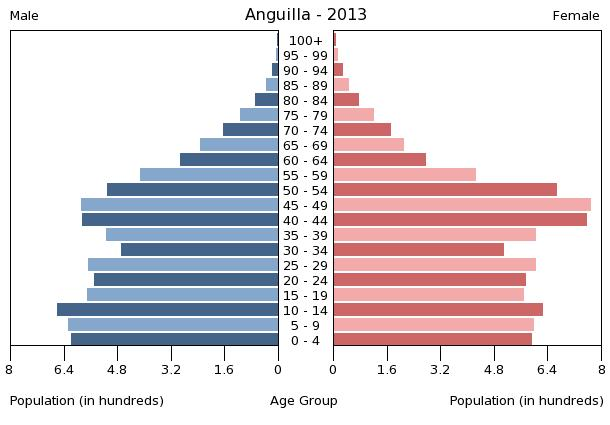 Anguilla - 2013
Male
Female
100+
95 - 99
90 - 94
85 - 89
80 - 84
75 - 79
70 - 74
65 - 69
60 - 64
55 - 59
50 - 54
45 - 49
40 - 44
35 - 39
30 - 34
25 - 29
20 - 24
15 - 19
10 - 14
5 - 9
0 - 4
8 6.4 4.8 3.2 1.6 0 0 1.6 3.2 4.8 6.4 8
Population (in hundreds) Age Group Population (in hundreds)